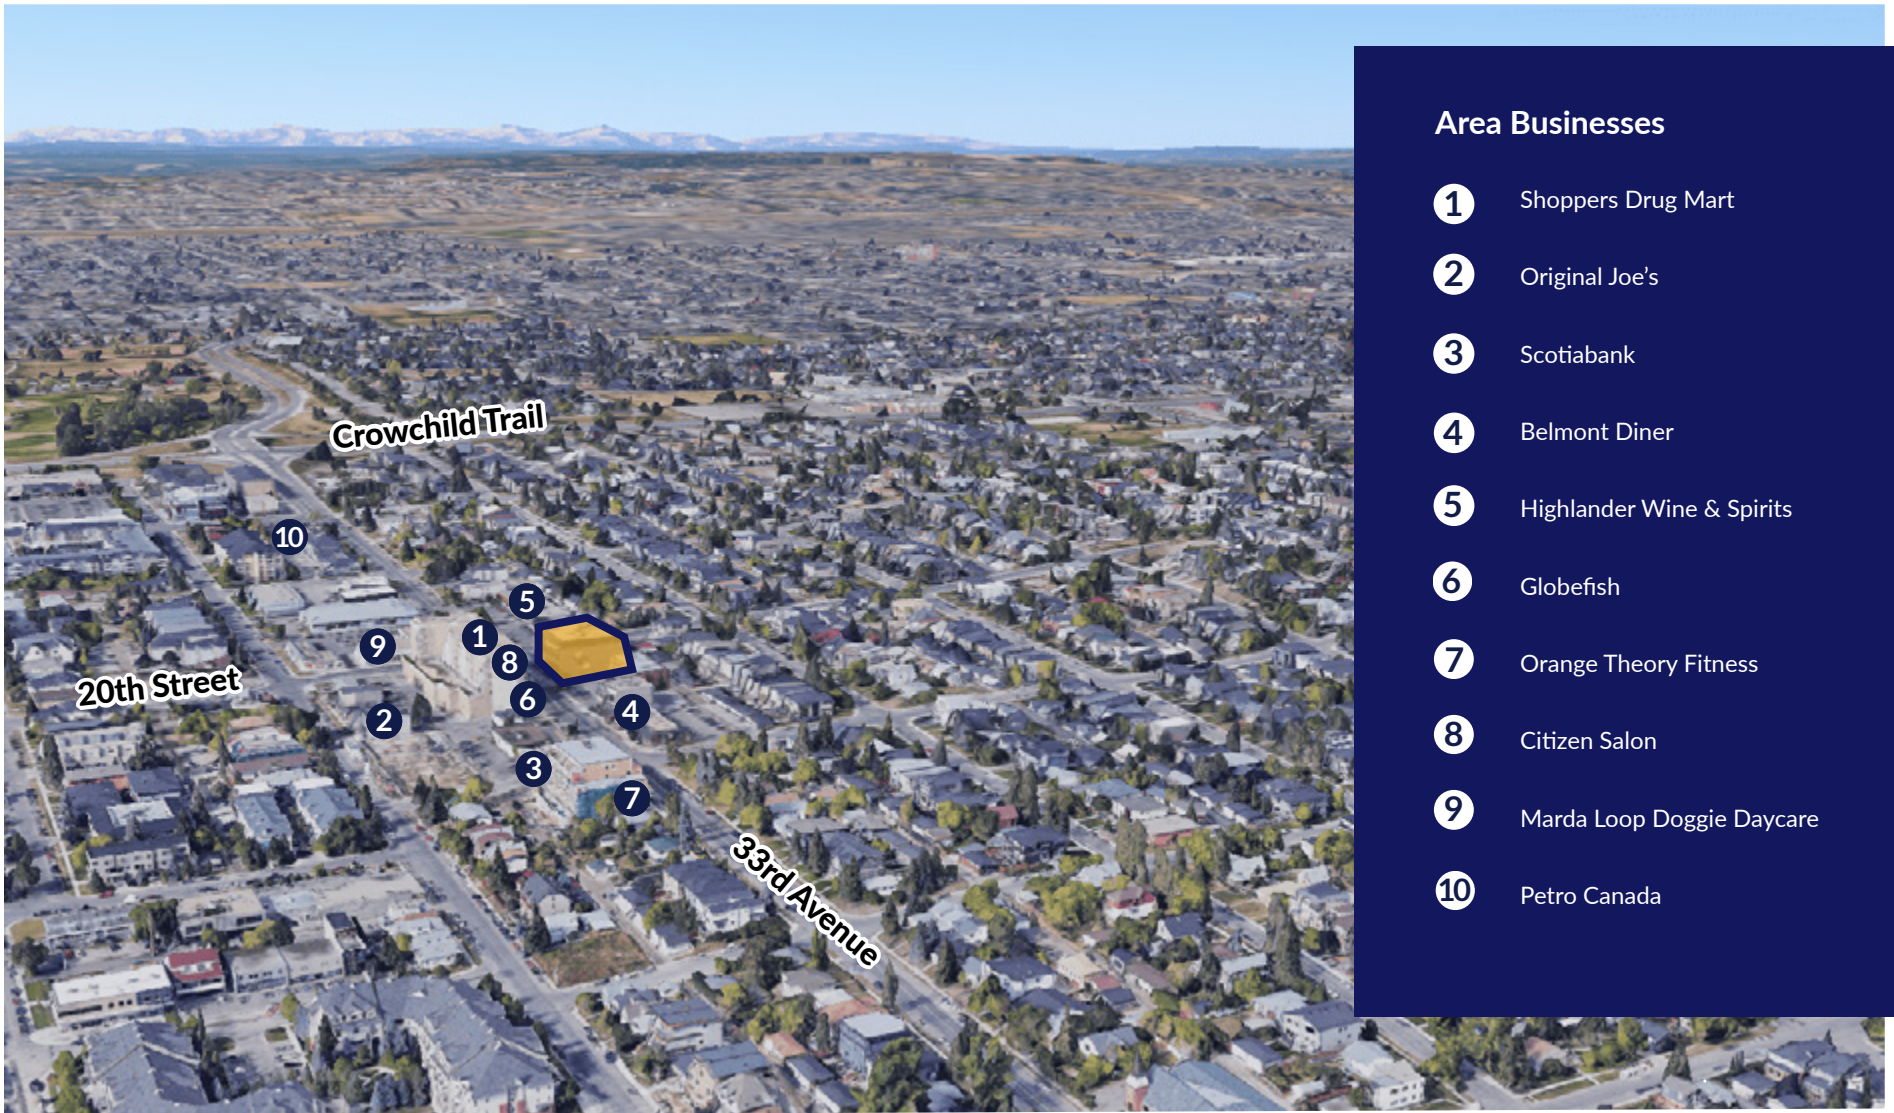 Area Businesses
1 Shoppers Drug Mart
2 Original Joe's
3 Scotiabank
4 Belmont Diner
5 Highlander Wine & Spirits
6 Globefish
7 Orange Theory Fitness
8 Citizen Salon
9 Marda Loop Doggie Daycare
10 Petro Canada
Crowchild Trail
10
5
1
9
8
20th Street
6
4
2
3
7
33rd Avenue